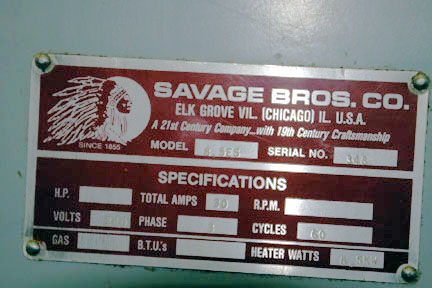 SAVAGE BROS. CO.
ELK GROVE VIL. (CHICAGO) IL. U.S.A.
A 21st Century Company...with 19th Century Craftsmanship
SINCE 1855
MODEL SERIAL NO.
SPECIFICATIONS
H.P. TOTAL AMPS 30 R.P.M.
VOLTS PHASE CYCLES 60
GAS B.T.U.'s HEATER WATTS